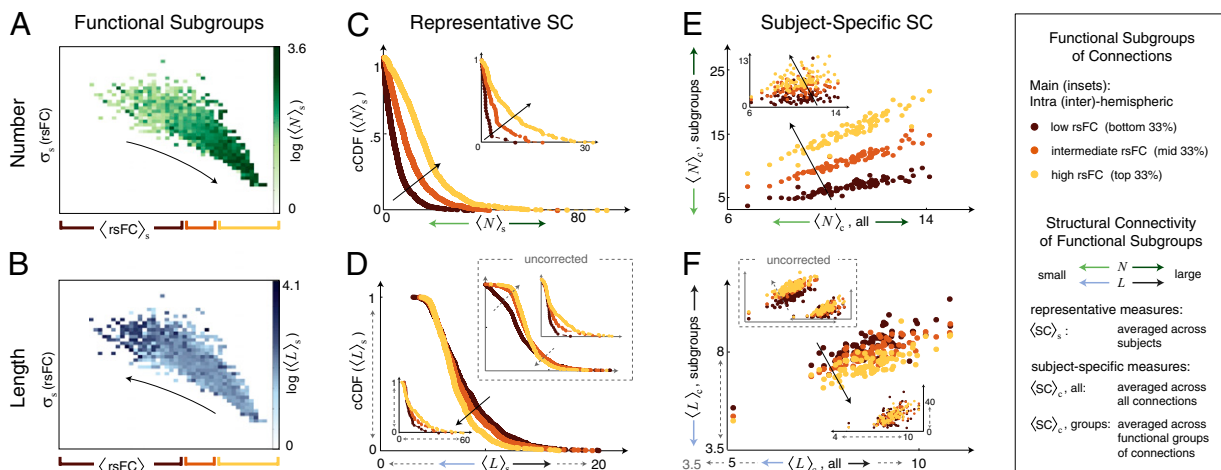 Functional Subgroups
Representative SC
Subject-Specific SC
A
Number
σs (rsFC)
3.6
log (⟨N⟩s)
0
⟨rsFC⟩s
B
Length
σs (rsFC)
4.1
log (⟨L⟩s)
0
⟨rsFC⟩s
C
cCDF (⟨N⟩s)
1
.5
0
0
⟨N⟩s
80
1
0
0
30
D
cCDF (⟨L⟩s)
1
0
0
⟨L⟩s
20
uncorrected
1
0
0
60
E
⟨N⟩c, subgroups
25
15
5
6
⟨N⟩c, all
14
13
0
6
14
F
⟨L⟩c, subgroups
8
3.5
3.5
5
⟨L⟩c, all
10
uncorrected
40
0
4
10
Functional Subgroups
of Connections
Main (insets):
Intra (inter)-hemispheric
low rsFC (bottom 33%)
intermediate rsFC (mid 33%)
high rsFC (top 33%)
Structural Connectivity
of Functional Subgroups
small N large
L
representative measures:
⟨SC⟩s : averaged across
subjects
subject-specific measures:
⟨SC⟩c, all: averaged across
all connections
⟨SC⟩c, groups: averaged across
functional groups
of connections